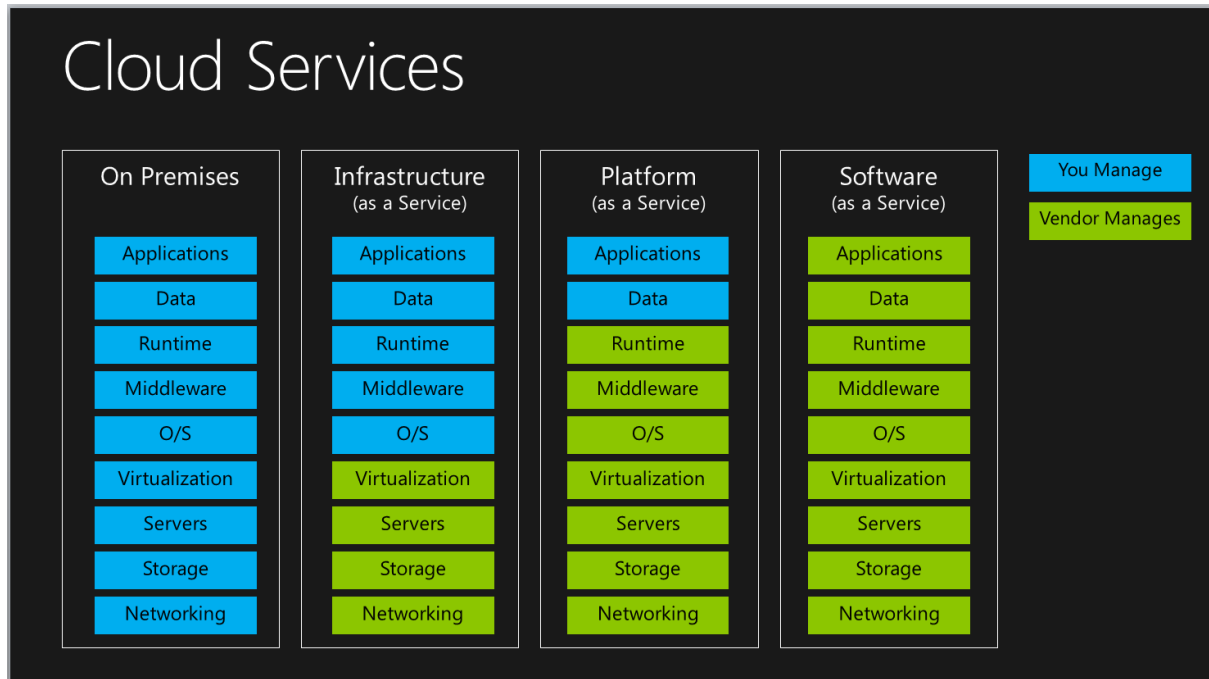 Cloud Services
On Premises
Applications
Data
Runtime
Middleware
O/S
Virtualization
Servers
Storage
Networking
Infrastructure
(as a Service)
Applications
Data
Runtime
Middleware
O/S
Virtualization
Servers
Storage
Networking
Platform
(as a Service)
Applications
Data
Runtime
Middleware
O/S
Virtualization
Servers
Storage
Networking
Software
(as a Service)
Applications
Data
Runtime
Middleware
O/S
Virtualization
Servers
Storage
Networking
You Manage
Vendor Manages